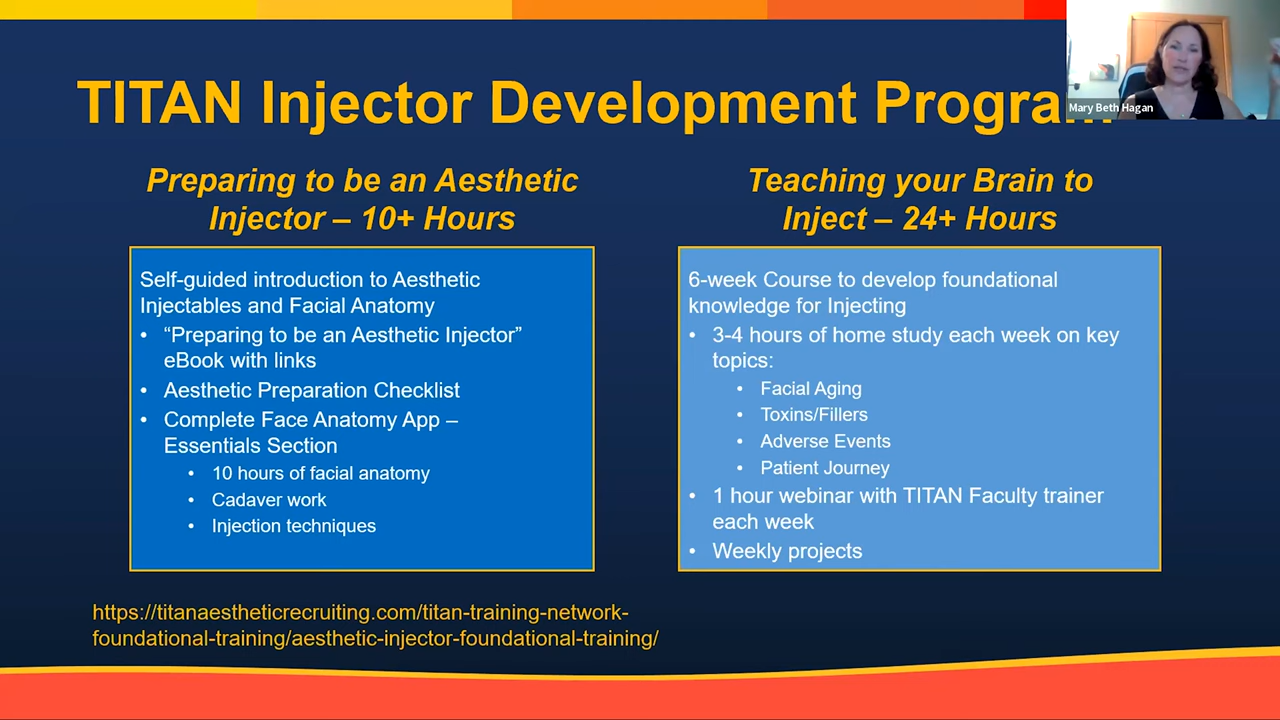 TITAN Injector Development Program
Mary Beth Hagan
Preparing to be an Aesthetic
Injector – 10+ Hours
Self-guided introduction to Aesthetic
Injectables and Facial Anatomy
• “Preparing to be an Aesthetic Injector”
eBook with links
• Aesthetic Preparation Checklist
• Complete Face Anatomy App –
Essentials Section
• 10 hours of facial anatomy
• Cadaver work
• Injection techniques
Teaching your Brain to
Inject – 24+ Hours
6-week Course to develop foundational
knowledge for Injecting
• 3-4 hours of home study each week on key
topics:
• Facial Aging
• Toxins/Fillers
• Adverse Events
• Patient Journey
• 1 hour webinar with TITAN Faculty trainer
each week
• Weekly projects
https://titanaestheticrecruiting.com/titan-training-network-
foundational-training/aesthetic-injector-foundational-training/